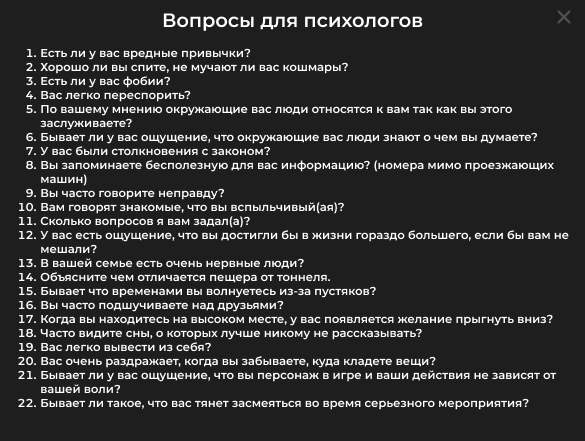 Вопросы для психологов
1. Есть ли у вас вредные привычки?
2. Хорошо ли вы спите, не мучают ли вас кошмары?
3. Есть ли у вас фобии?
4. Вас легко переспорить?
5. По вашему мнению окружающие вас люди относятся к вам так как вы этого
заслуживаете?
6. Бывает ли у вас ощущение, что окружающие вас люди знают о чем вы думаете?
7. У вас были столкновения с законом?
8. Вы запоминаете бесполезную для вас информацию? (номера мимо проезжающих
машин)
9. Вы часто говорите неправду?
10. Вам говорят знакомые, что вы вспыльчивый(ая)?
11. Сколько вопросов я вам задал(а)?
12. У вас есть ощущение, что вы достигли бы в жизни гораздо большего, если бы вам не
мешали?
13. В вашей семье есть очень нервные люди?
14. Объясните чем отличается пещера от тоннеля.
15. Бывает что временами вы волнуетесь из-за пустяков?
16. Вы часто подшучиваете над друзьями?
17. Когда вы находитесь на высоком месте, у вас появляется желание прыгнуть вниз?
18. Часто видите сны, о которых лучше никому не рассказывать?
19. Вас легко вывести из себя?
20. Вас очень раздражает, когда вы забываете, куда кладете вещи?
21. Бывает ли у вас ощущение, что вы персонаж в игре и ваши действия не зависят от
вашей воли?
22. Бывает ли такое, что вас тянет засмеяться во время серьезного мероприятия?